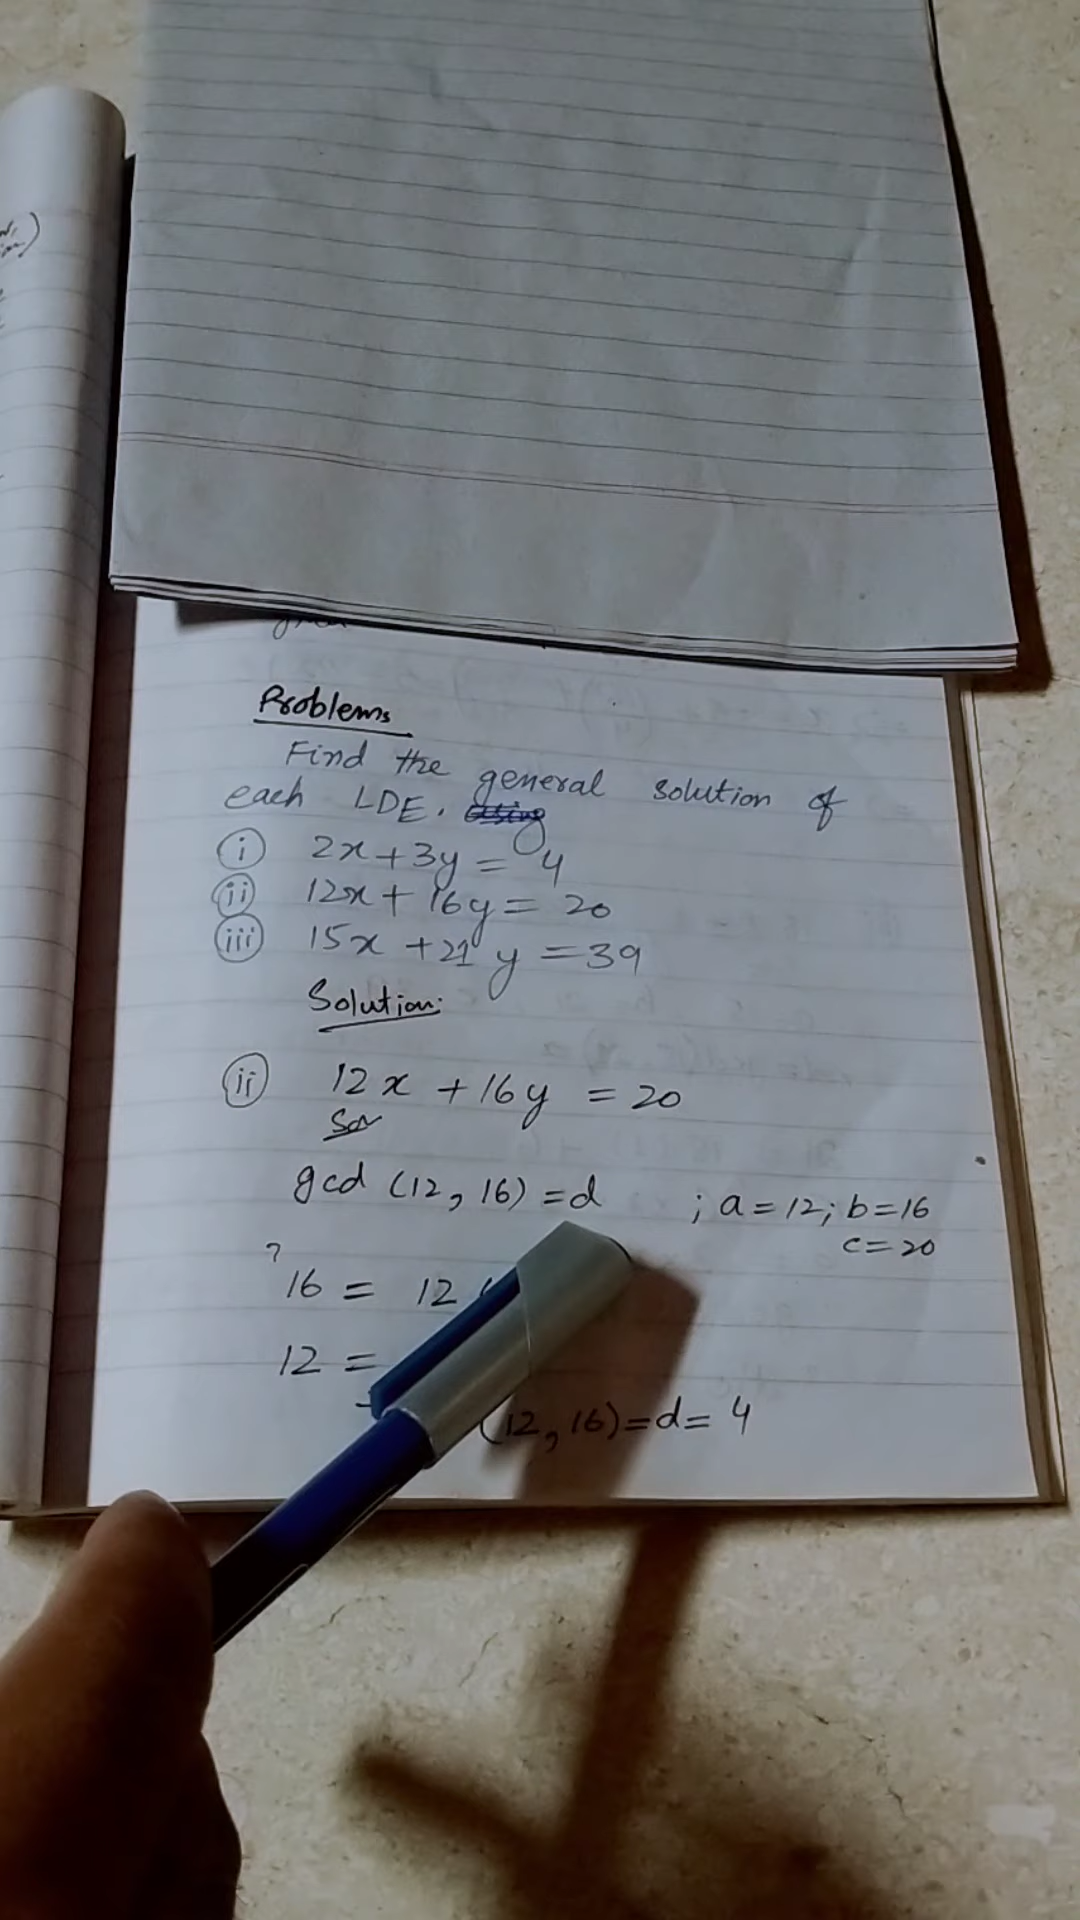 Problems
Find the general solution of
each LDE.
(i) 2x+3y = 4
(ii) 12x+16y = 20
(iii) 15x+21y = 39
Solution:
(ii) 12x + 16y = 20
gcd (12, 16) = d ; a=12; b=16
c=20
16 = 12
12 =
(12, 16)=d= 4